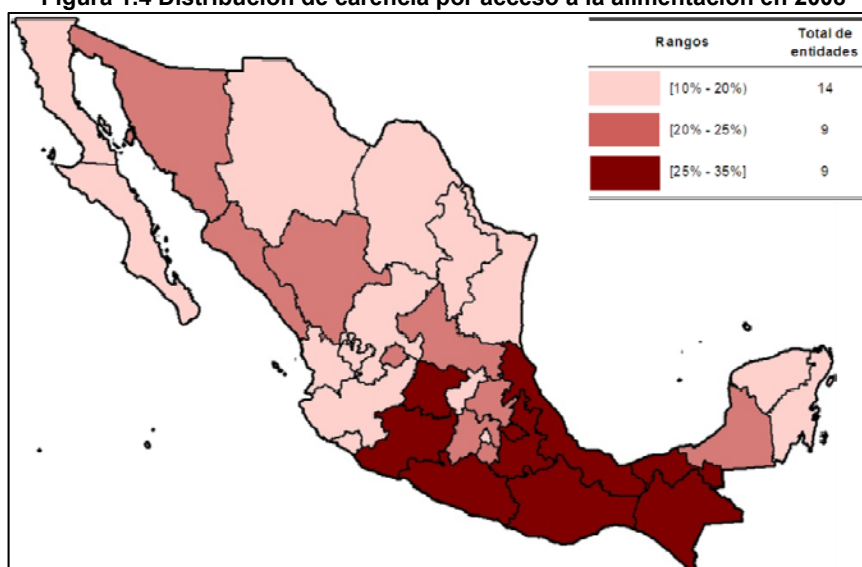 Figura 1.4 Distribución de carencia por acceso a la alimentación en 2008
Rangos Total de entidades
[10% - 20%) 14
[20% - 25%) 9
[25% - 35%] 9